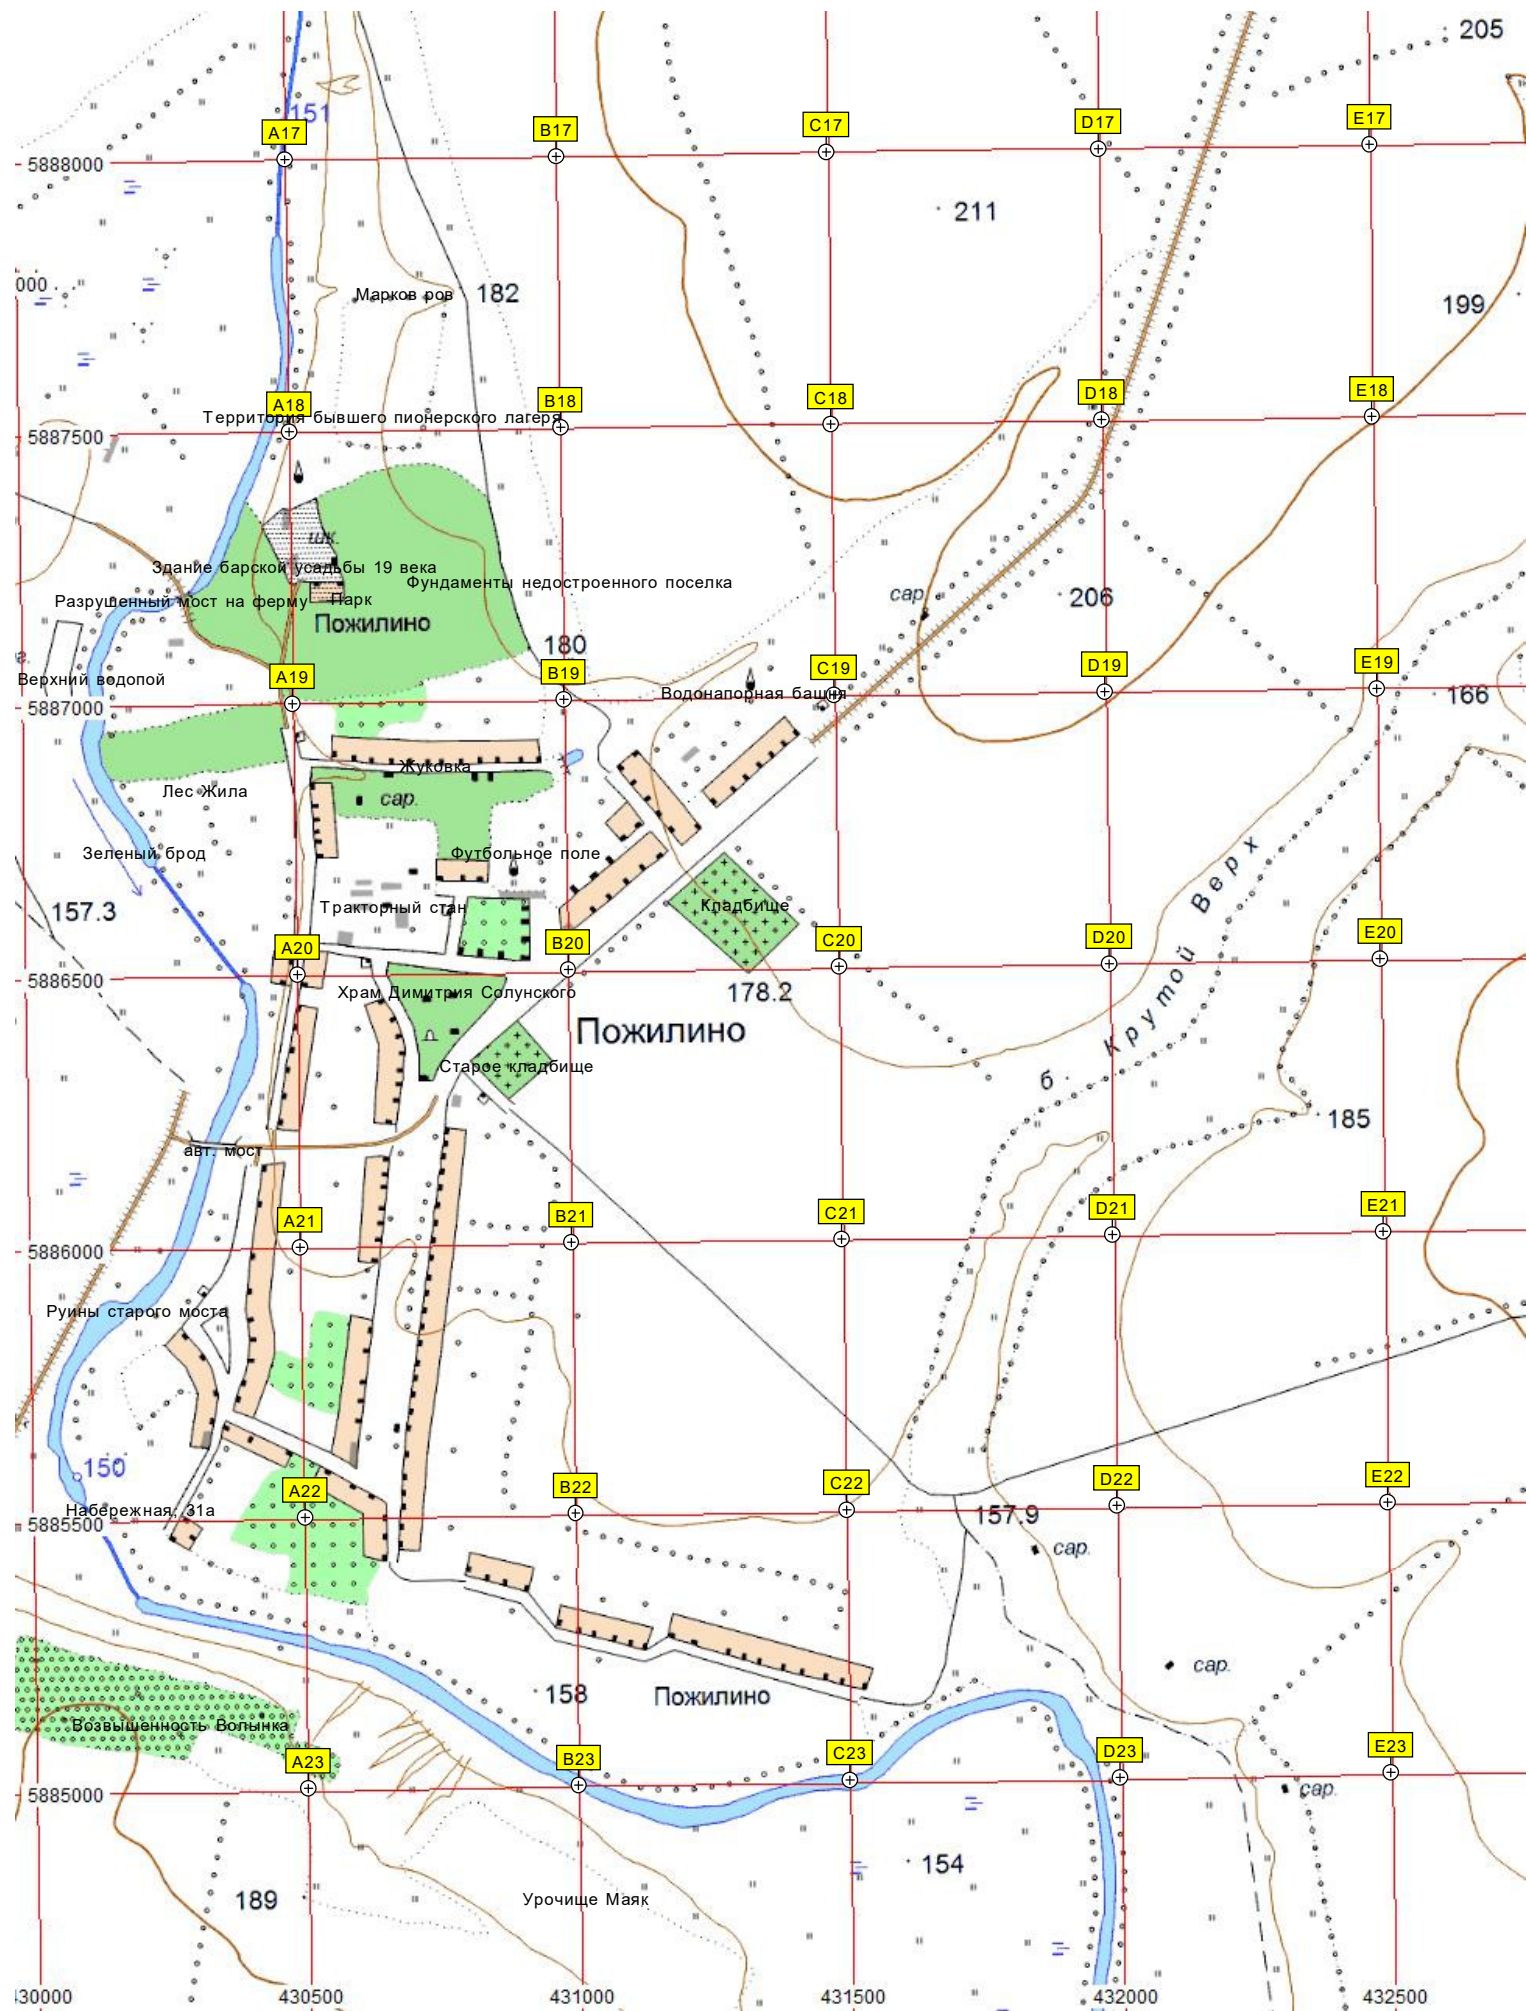 205
151
A17
B17
C17
D17
E17
5888000
211
000
Марков ров
182
199
A18
B18
C18
D18
E18
Территория бывшего пионерского лагеря
5887500
шк.
Здание барской усадьбы 19 века
Фундаменты недостроенного поселка
сар.
206
Разрушенный мост на ферму
Парк
Пожилино
180
A19
B19
C19
D19
E19
Верхний водопой
Водонапорная башня
166
5887000
Жуковка
Лес Жила
сар.
Зеленый брод
Футбольное поле
157.3
Тракторный стан
Кладбище
б. Крутой Верх
A20
B20
C20
D20
E20
5886500
Храм Димитрия Солунского
178.2
Пожилино
Старое кладбище
185
авт. мост
A21
B21
C21
D21
E21
5886000
Руины старого моста
150
A22
B22
C22
D22
E22
Набережная, 31а
5885500
157.9
сар.
сар.
158
Пожилино
Возвышенность Волынка
A23
B23
C23
D23
E23
5885000
сар.
154
189
Урочище Маяк
430000
430500
431000
431500
432000
432500